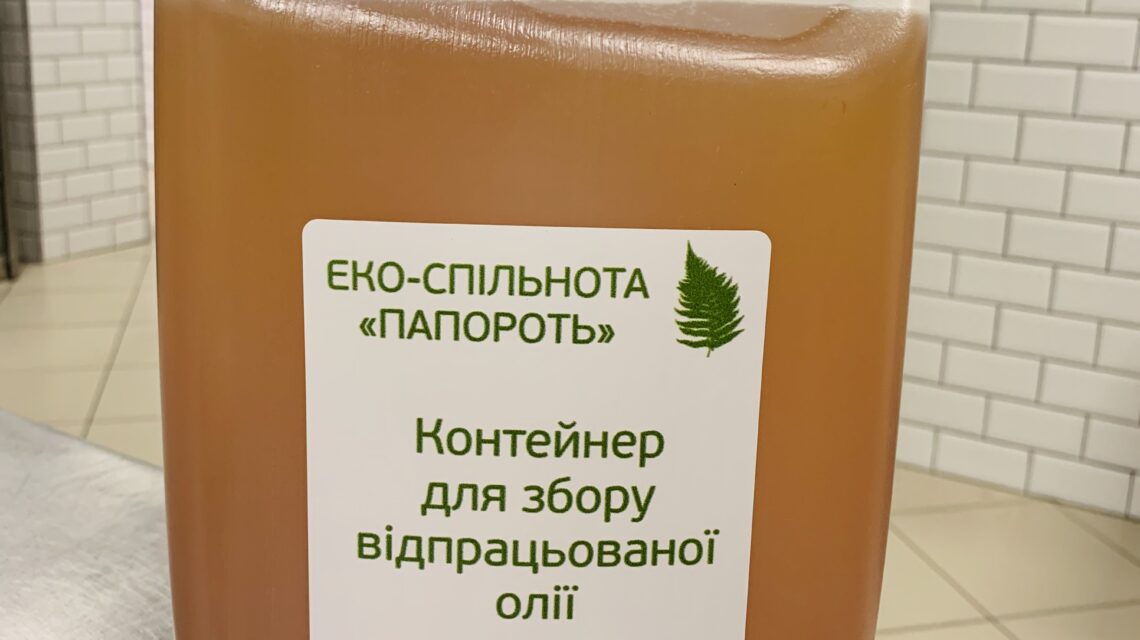 ЕКО-СПІЛЬНОТА
«ПАПОРОТЬ»
Контейнер
для збору
відпрацьованої
олії